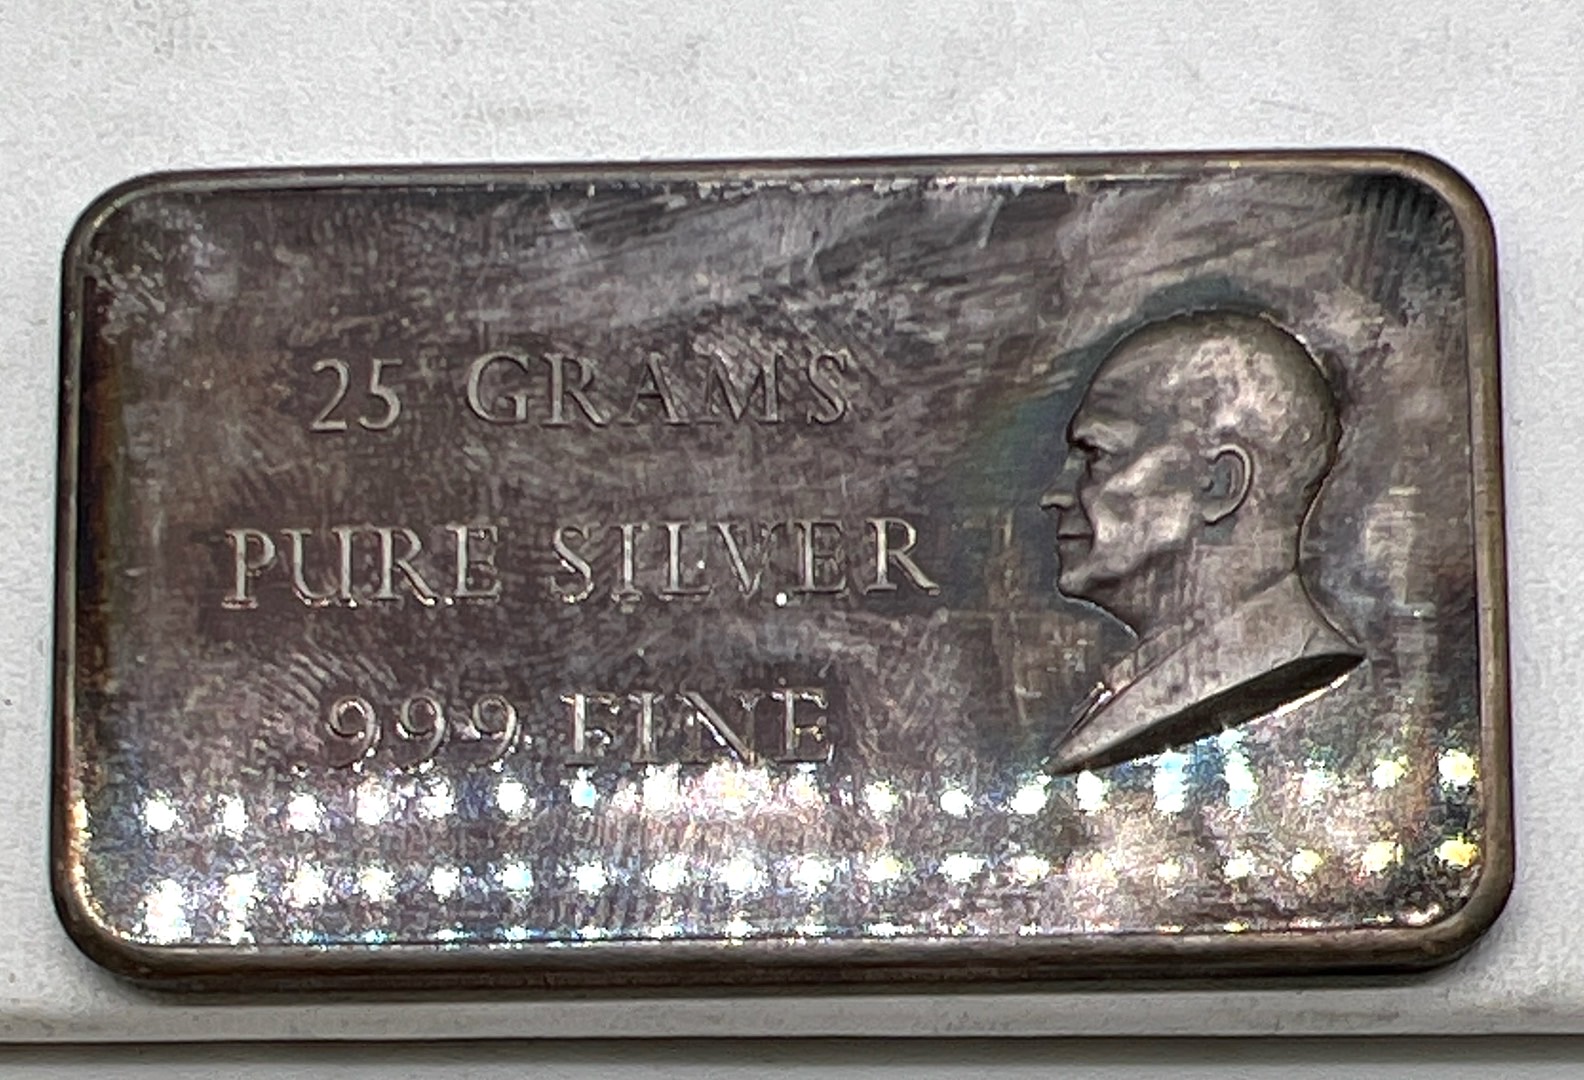 25 GRAMS
PURE SILVER
999 FINE